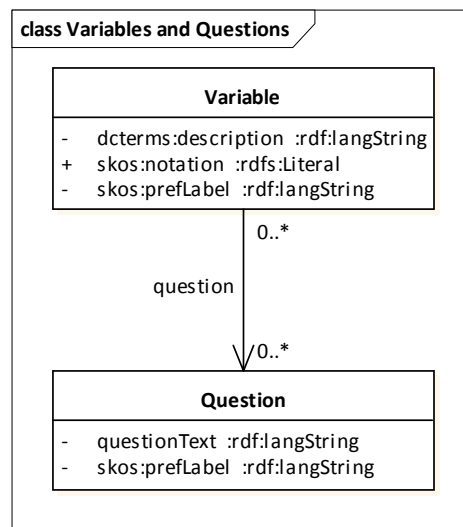 class Variables and Questions
Variable
- dcterms:description :rdf:langString
+ skos:notation :rdfs:Literal
- skos:prefLabel :rdf:langString
0..*
question
0..*
Question
- questionText :rdf:langString
- skos:prefLabel :rdf:langString